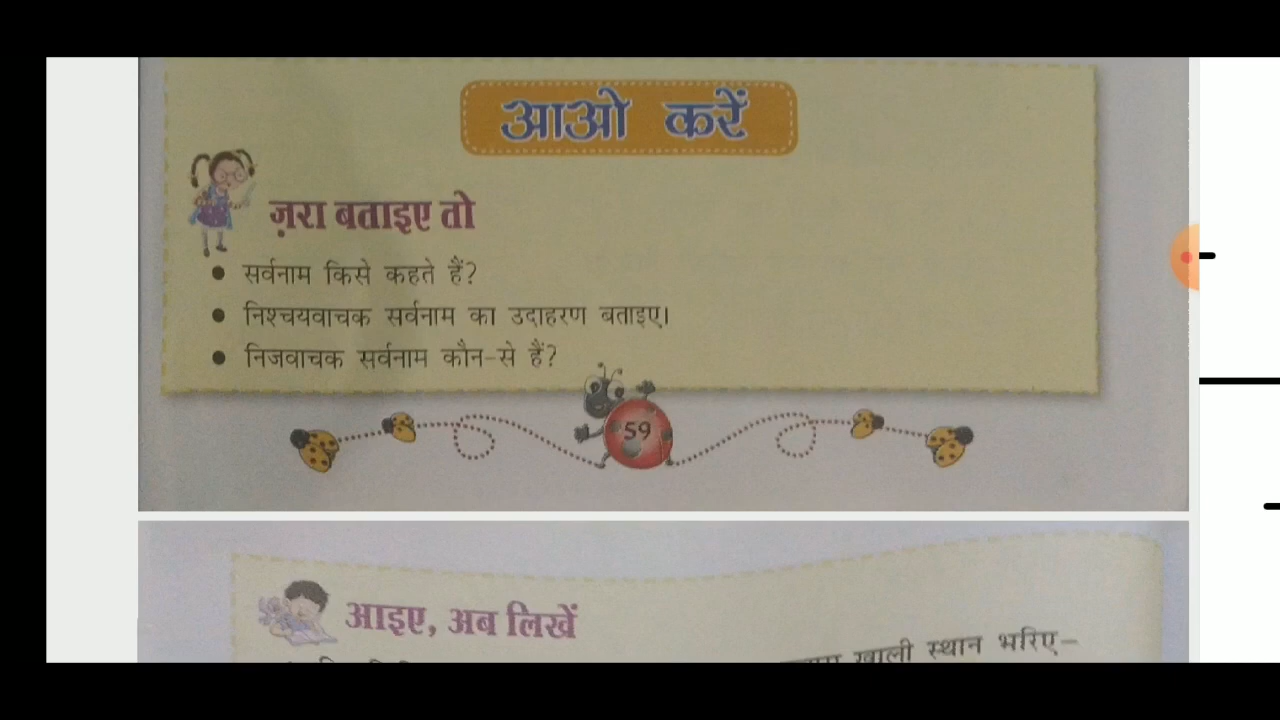 आओ करें
ज़रा बताइए तो
• सर्वनाम किसे कहते हैं?
• निश्चयवाचक सर्वनाम का उदाहरण बताइए।
• निजवाचक सर्वनाम कौन-से हैं?
59
आइए, अब लिखें
खाली स्थान भरिए–